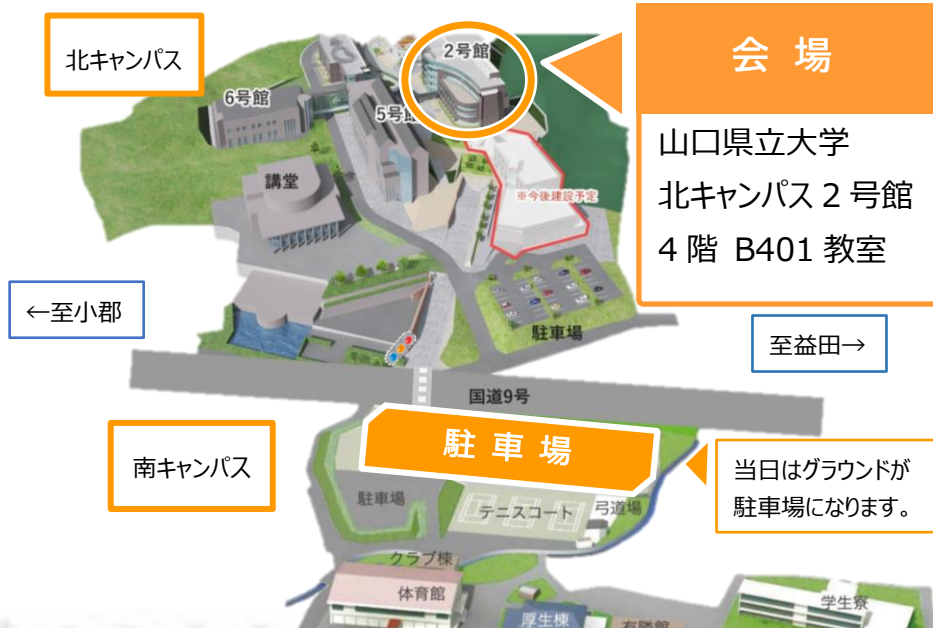 北キャンパス
2号館
会 場
6号館
5号館
山口県立大学
北キャンパス 2 号館
4 階 B401 教室
講堂
※今後建設予定
←至小郡
駐車場
至益田→
国道9号
駐 車 場
南キャンパス
当日はグラウンドが
駐車場になります。
駐車場
テニスコート
弓道場
クラブ棟
体育館
厚生棟
学生寮